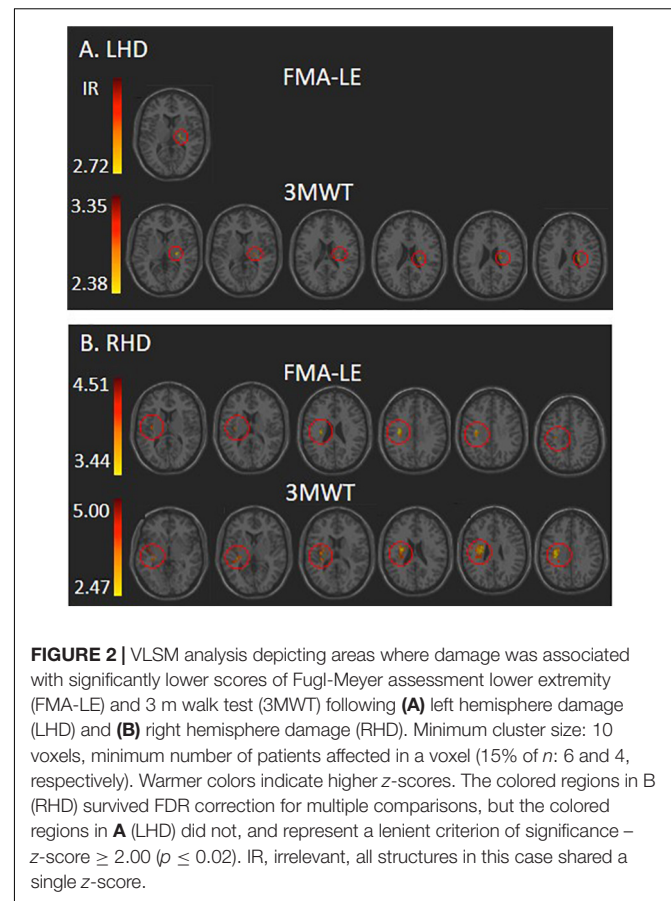 A. LHD
FMA-LE
IR
2.72
3MWT
3.35
2.38
B. RHD
FMA-LE
4.51
3.44
3MWT
5.00
2.47
FIGURE 2 | VLSM analysis depicting areas where damage was associated
with significantly lower scores of Fugl-Meyer assessment lower extremity
(FMA-LE) and 3 m walk test (3MWT) following (A) left hemisphere damage
(LHD) and (B) right hemisphere damage (RHD). Minimum cluster size: 10
voxels, minimum number of patients affected in a voxel (15% of n: 6 and 4,
respectively). Warmer colors indicate higher z-scores. The colored regions in B
(RHD) survived FDR correction for multiple comparisons, but the colored
regions in A (LHD) did not, and represent a lenient criterion of significance –
z-score ≥ 2.00 (p ≤ 0.02). IR, irrelevant, all structures in this case shared a
single z-score.